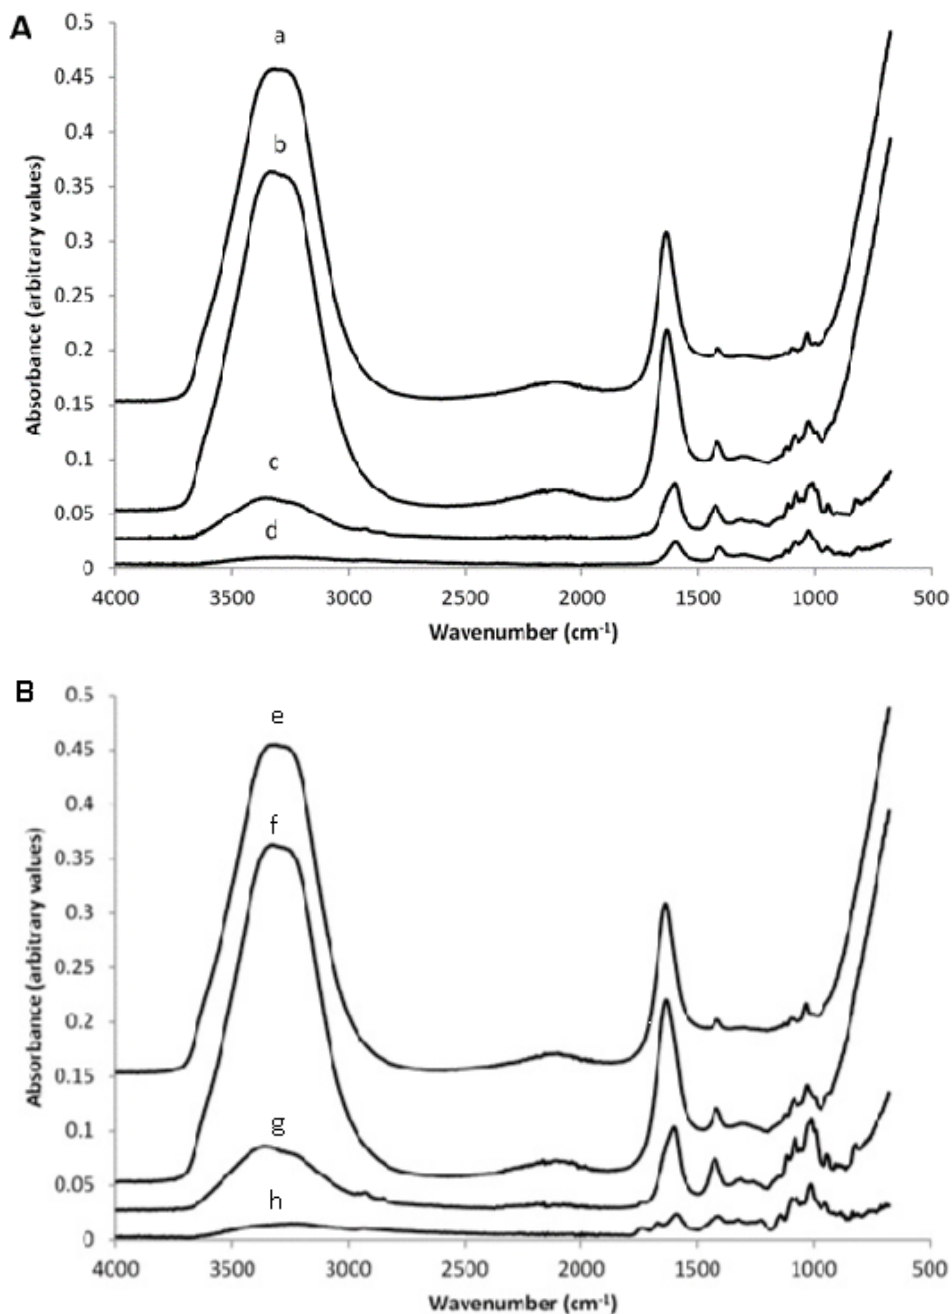 A
0.5
a
0.45
0.4
b
0.35
0.3
0.25
0.2
0.15
0.1
c
0.05
d
0
4000 3500 3000 2500 2000 1500 1000 500
Absorbance (arbitrary values)
Wavenumber (cm⁻¹)
B
0.5
e
0.45
0.4
f
0.35
0.3
0.25
0.2
0.15
0.1
g
0.05
h
0
4000 3500 3000 2500 2000 1500 1000 500
Absorbance (arbitrary values)
Wavenumber (cm⁻¹)